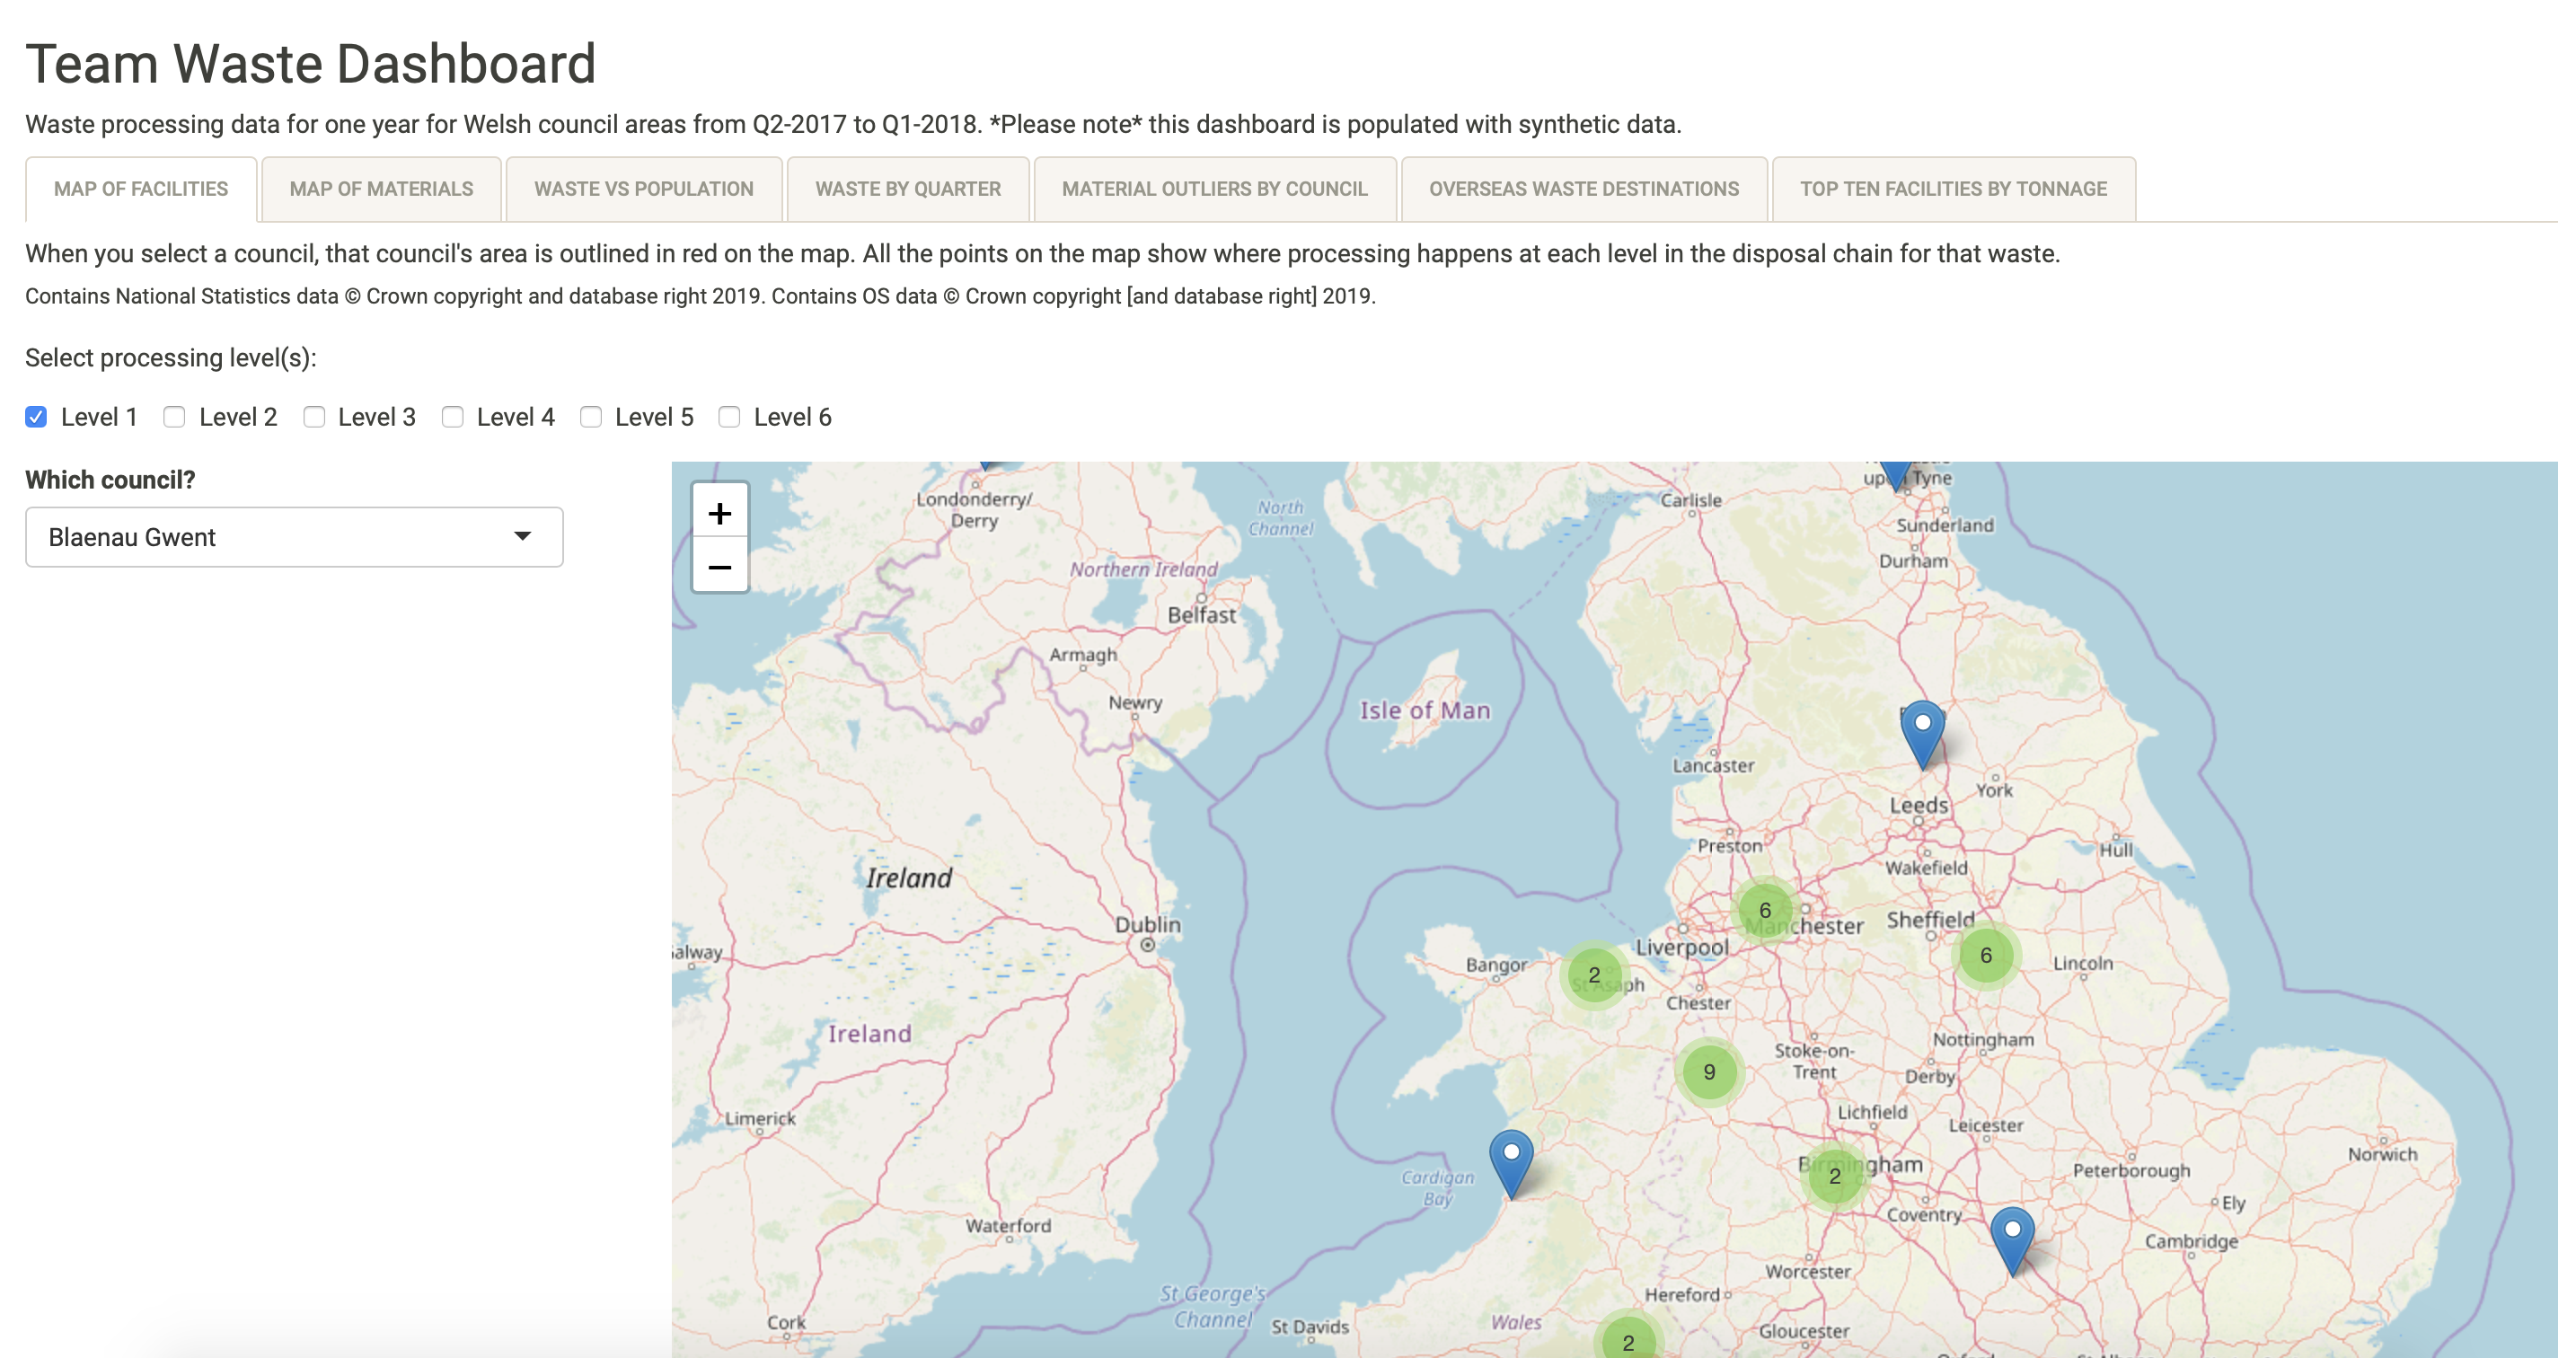 Team Waste Dashboard
Waste processing data for one year for Welsh council areas from Q2-2017 to Q1-2018. *Please note* this dashboard is populated with synthetic data.
MAP OF FACILITIES
MAP OF MATERIALS
WASTE VS POPULATION
WASTE BY QUARTER
MATERIAL OUTLIERS BY COUNCIL
OVERSEAS WASTE DESTINATIONS
TOP TEN FACILITIES BY TONNAGE
When you select a council, that council's area is outlined in red on the map. All the points on the map show where processing happens at each level in the disposal chain for that waste.
Contains National Statistics data © Crown copyright and database right 2019. Contains OS data © Crown copyright [and database right] 2019.
Select processing level(s):
Level 1
Level 2
Level 3
Level 4
Level 5
Level 6
Which council?
Blaenau Gwent
+
−
Londonderry/
Derry
North
Channel
Carlisle
Tyne
Sunderland
Durham
Northern Ireland
Belfast
Armagh
Newry
Isle of Man
Lancaster
York
Leeds
Preston
Wakefield
Hull
Ireland
6
Manchester
Sheffield
Dublin
Liverpool
6
Bangor
2
St Asaph
Lincoln
Chester
Ireland
Nottingham
Stoke-on-
Trent
9
Derby
Lichfield
Leicester
Limerick
Norwich
Birmingham
2
Peterborough
Cardigan
Bay
Ely
Coventry
Waterford
Cambridge
Worcester
Hereford
St George's
Channel
Cork
St Davids
Wales
Gloucester
2